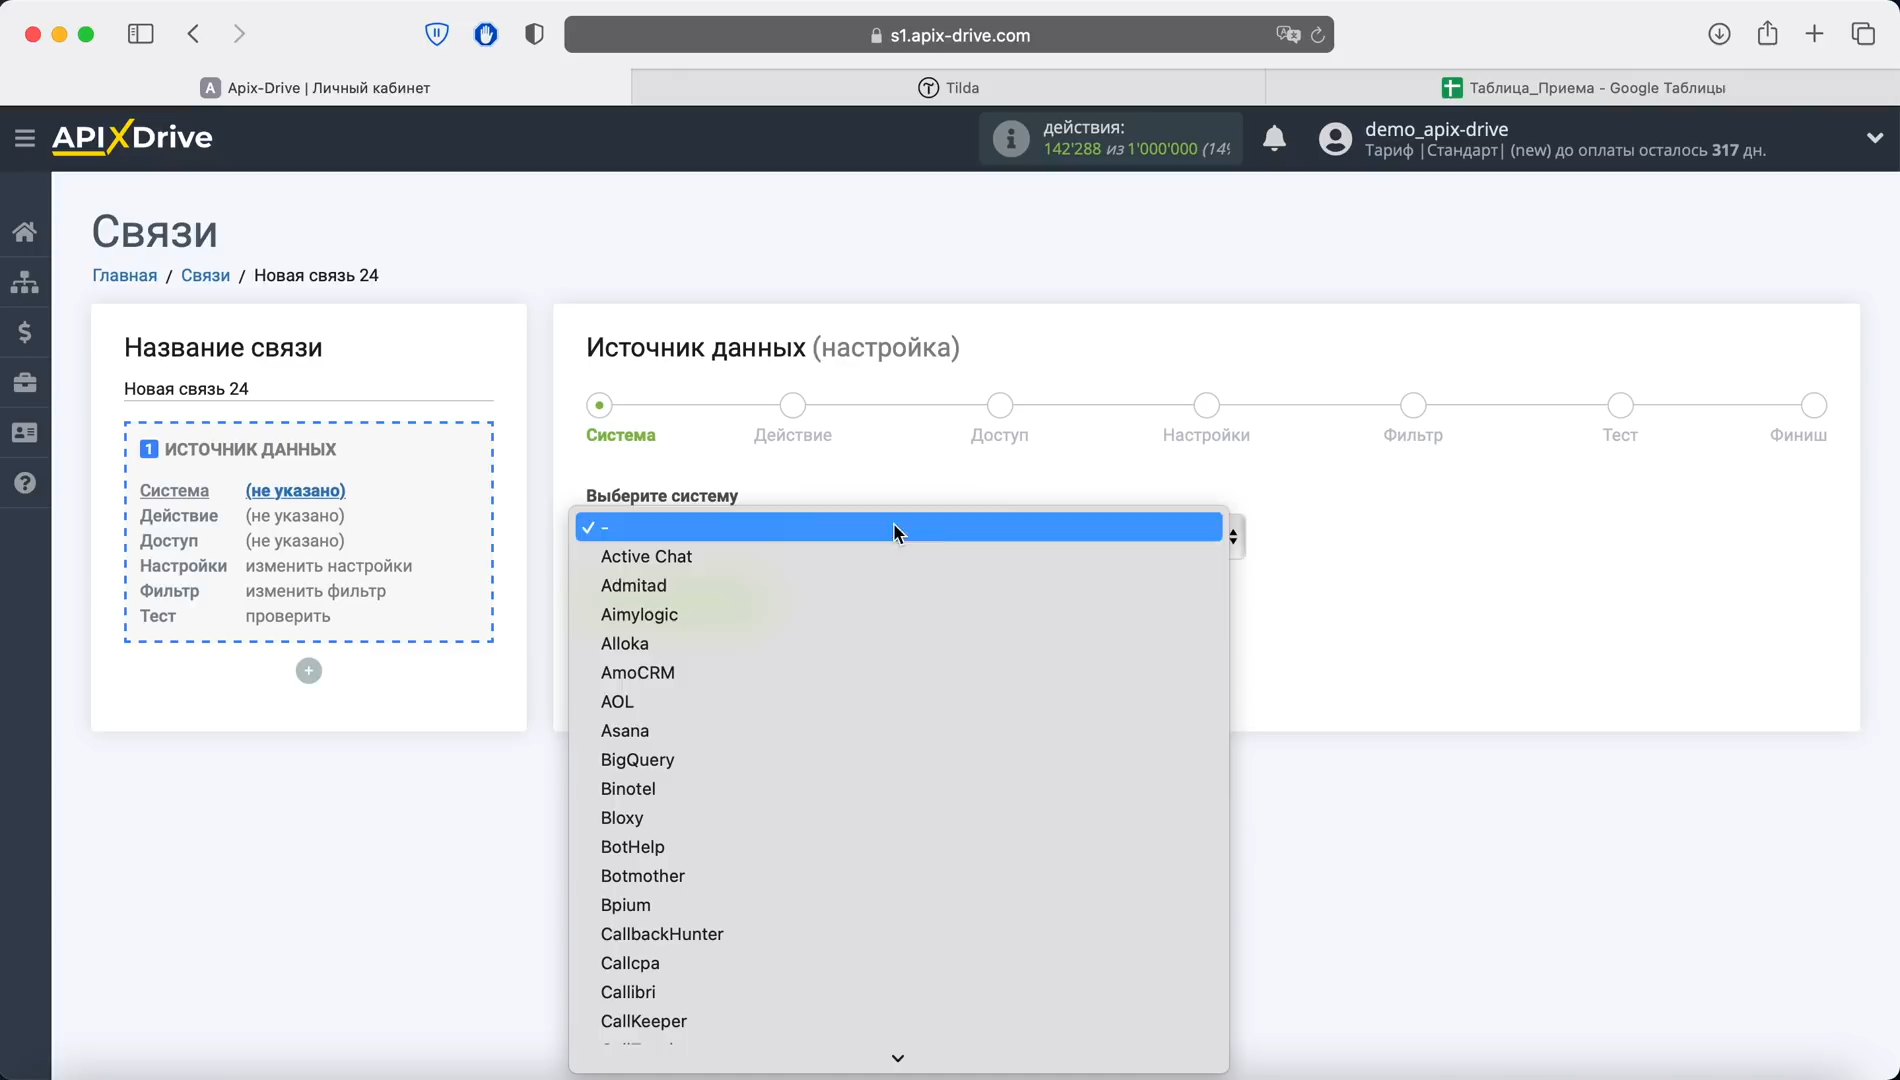 s1.apix-drive.com
A Apix-Drive | Личный кабинет
Tilda
Таблица_Приема - Google Таблицы
APIXDrive
действия:
142'288 из 1'000'000 (14
demo_apix-drive
Тариф |Стандарт| (new) до оплаты осталось 317 дн.
Связи
Главная / Связи / Новая связь 24
Название связи
Новая связь 24
1 ИСТОЧНИК ДАННЫХ
Система (не указано)
Действие (не указано)
Доступ (не указано)
Настройки изменить настройки
Фильтр изменить фильтр
Тест проверить
Источник данных (настройка)
Система
Действие
Доступ
Настройки
Фильтр
Тест
Финиш
Выберите систему
-
Active Chat
Admitad
Aimylogic
Alloka
AmoCRM
AOL
Asana
BigQuery
Binotel
Bloxy
BotHelp
Botmother
Bpium
CallbackHunter
Callcpa
Callibri
CallKeeper